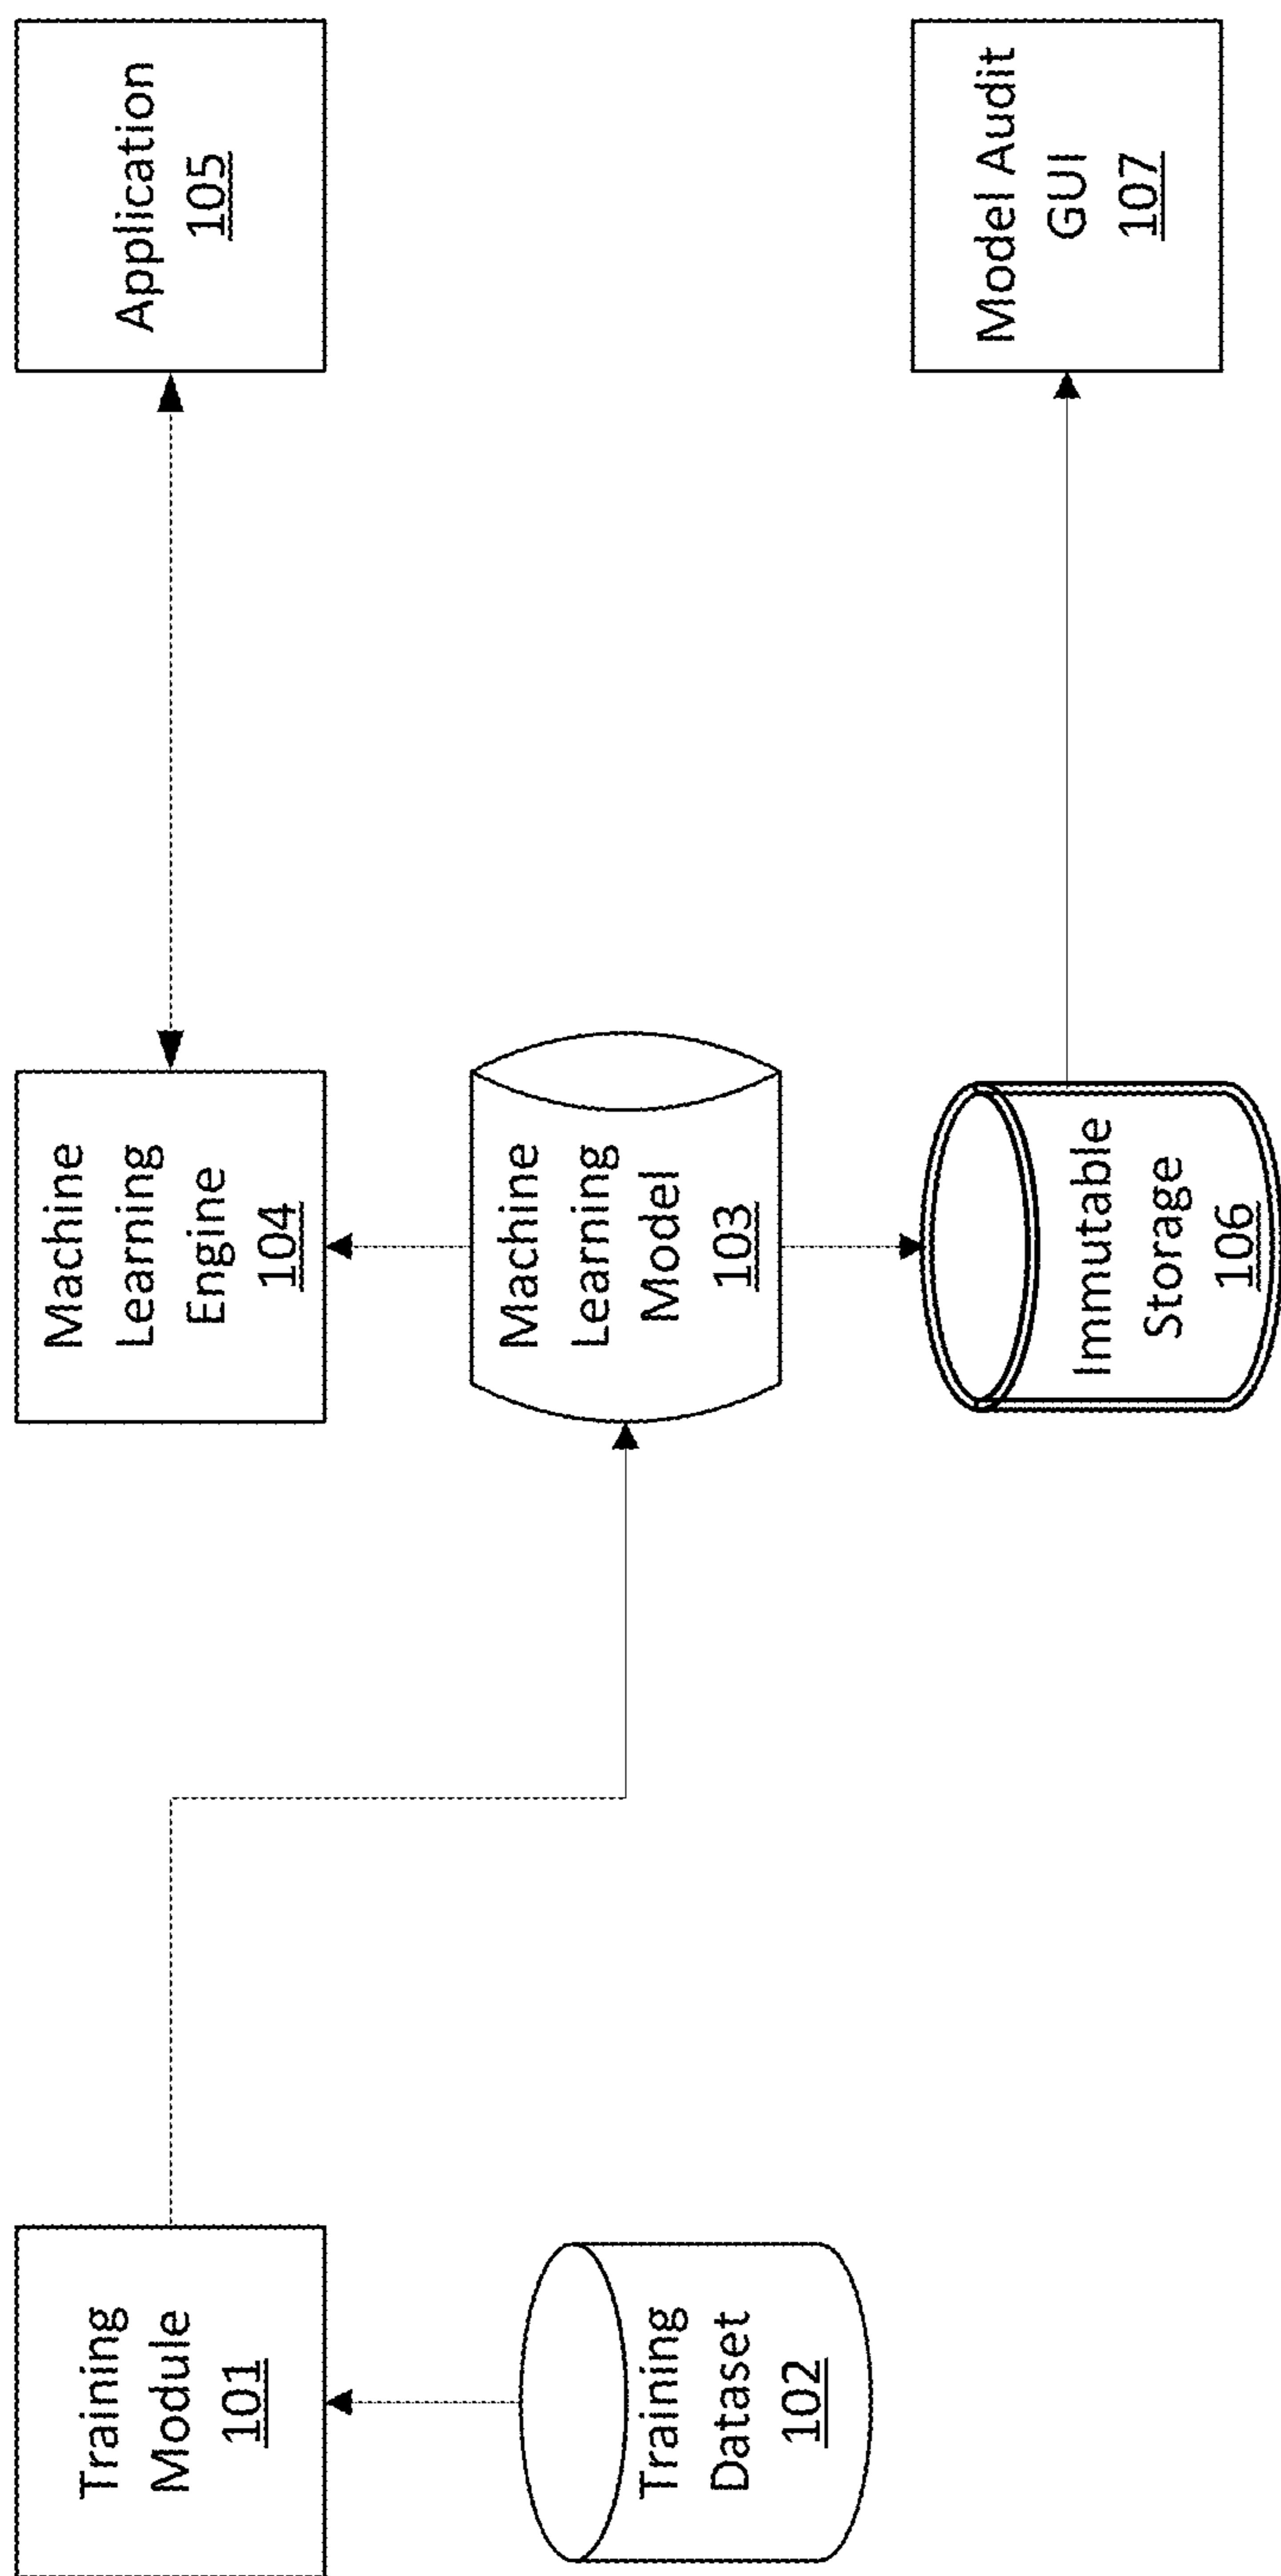 Training
Module
101
Training
Dataset
102
Machine
Learning
Engine
104
Machine
Learning
Model
103
Immutable
Storage
106
Application
105
Model Audit
GUI
107